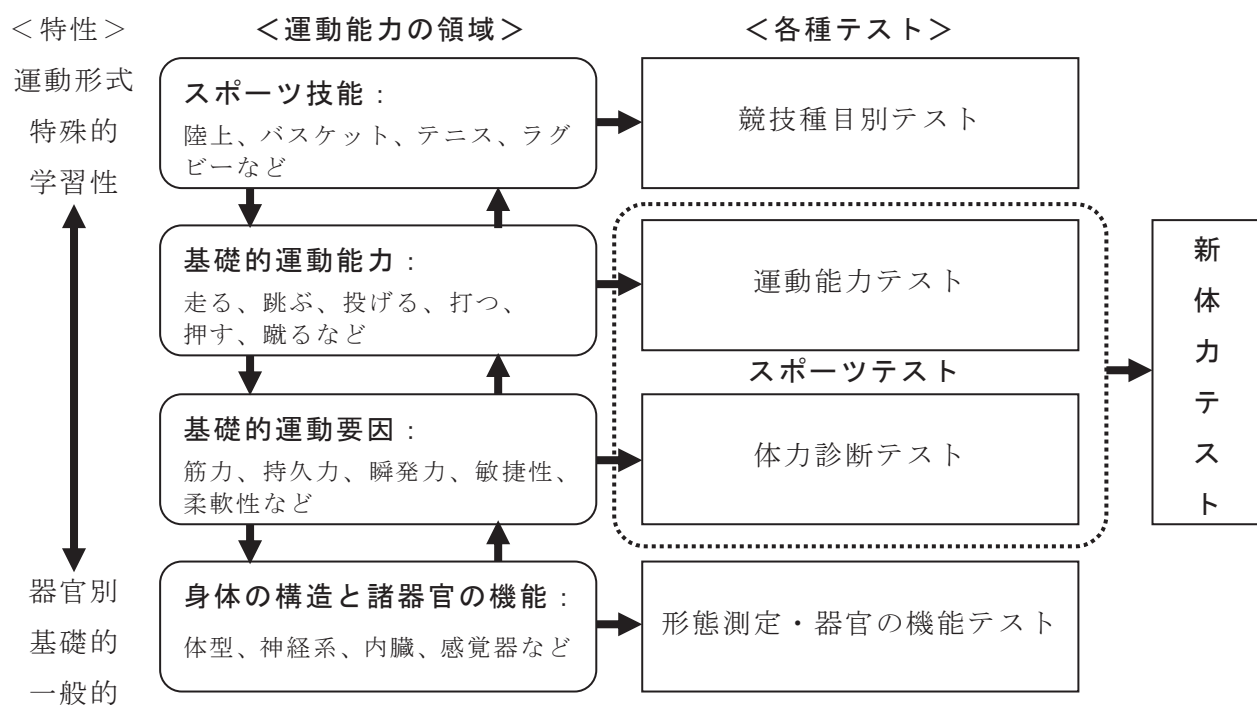 ＜特性＞
運動形式
特殊的
学習性
器官別
基礎的
一般的
＜運動能力の領域＞
スポーツ技能：
陸上、バスケット、テニス、ラグ
ビーなど
基礎的運動能力：
走る、跳ぶ、投げる、打つ、
押す、蹴るなど
基礎的運動要因：
筋力、持久力、瞬発力、敏捷性、
柔軟性など
身体の構造と諸器官の機能：
体型、神経系、内臓、感覚器など
＜各種テスト＞
競技種目別テスト
運動能力テスト
スポーツテスト
体力診断テスト
形態測定・器官の機能テスト
新体力テスト